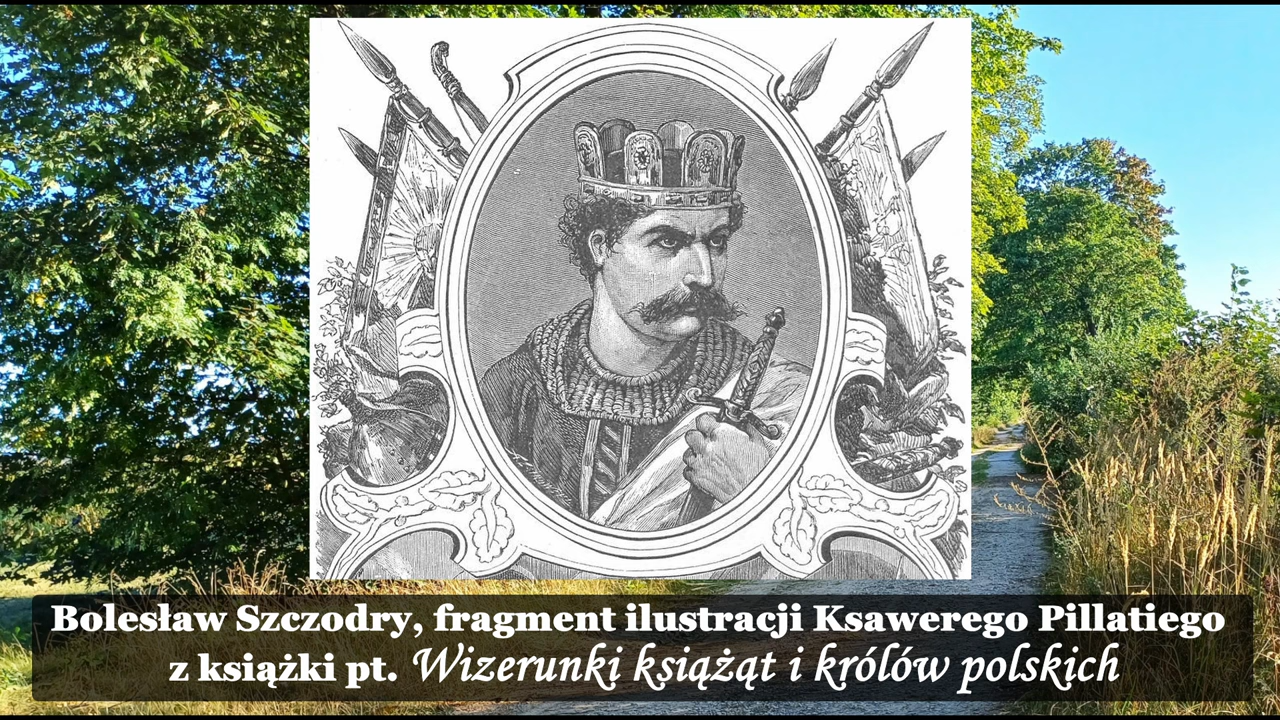 Bolesław Szczodry, fragment ilustracji Ksawerego Pillatiego
z książki pt. Wizerunki książąt i królów polskich